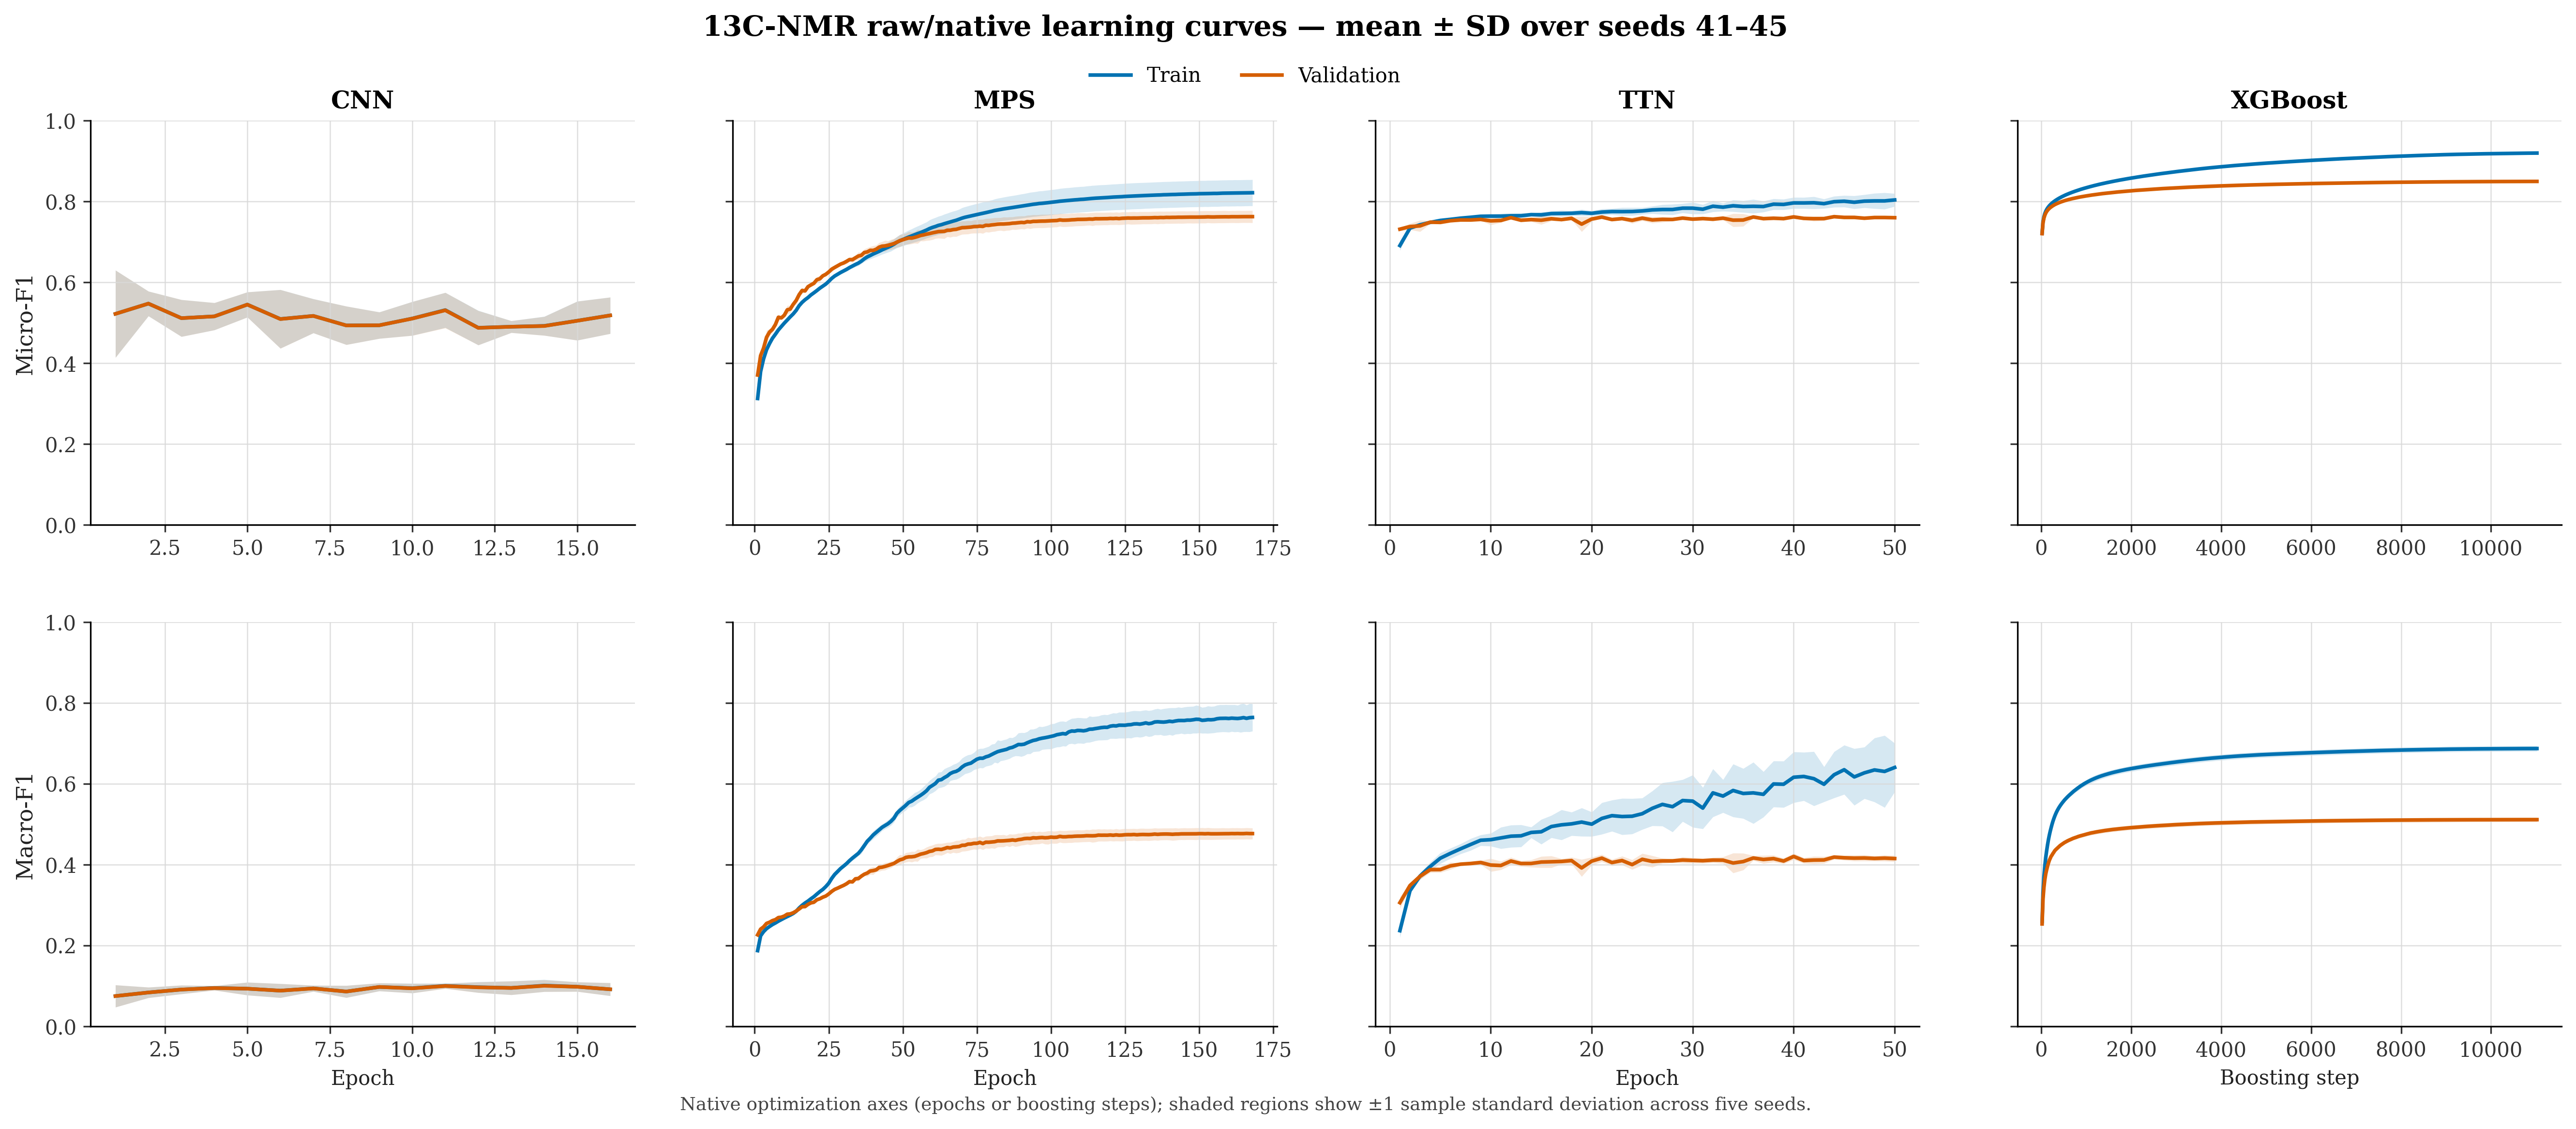 13C-NMR raw/native learning curves — mean ± SD over seeds 41–45
Train Validation
CNN MPS TTN XGBoost
Micro-F1
1.0
0.8
0.6
0.4
0.2
0.0
2.5 5.0 7.5 10.0 12.5 15.0
0 25 50 75 100 125 150 175
0 10 20 30 40 50
0 2000 4000 6000 8000 10000
Macro-F1
1.0
0.8
0.6
0.4
0.2
0.0
2.5 5.0 7.5 10.0 12.5 15.0
0 25 50 75 100 125 150 175
0 10 20 30 40 50
0 2000 4000 6000 8000 10000
Epoch Epoch Epoch Boosting step
Native optimization axes (epochs or boosting steps); shaded regions show ±1 sample standard deviation across five seeds.